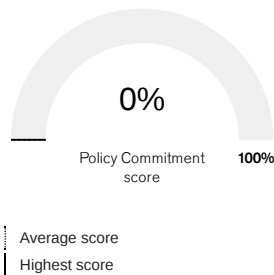 0%
Policy Commitment
score
100%
Average score
Highest score